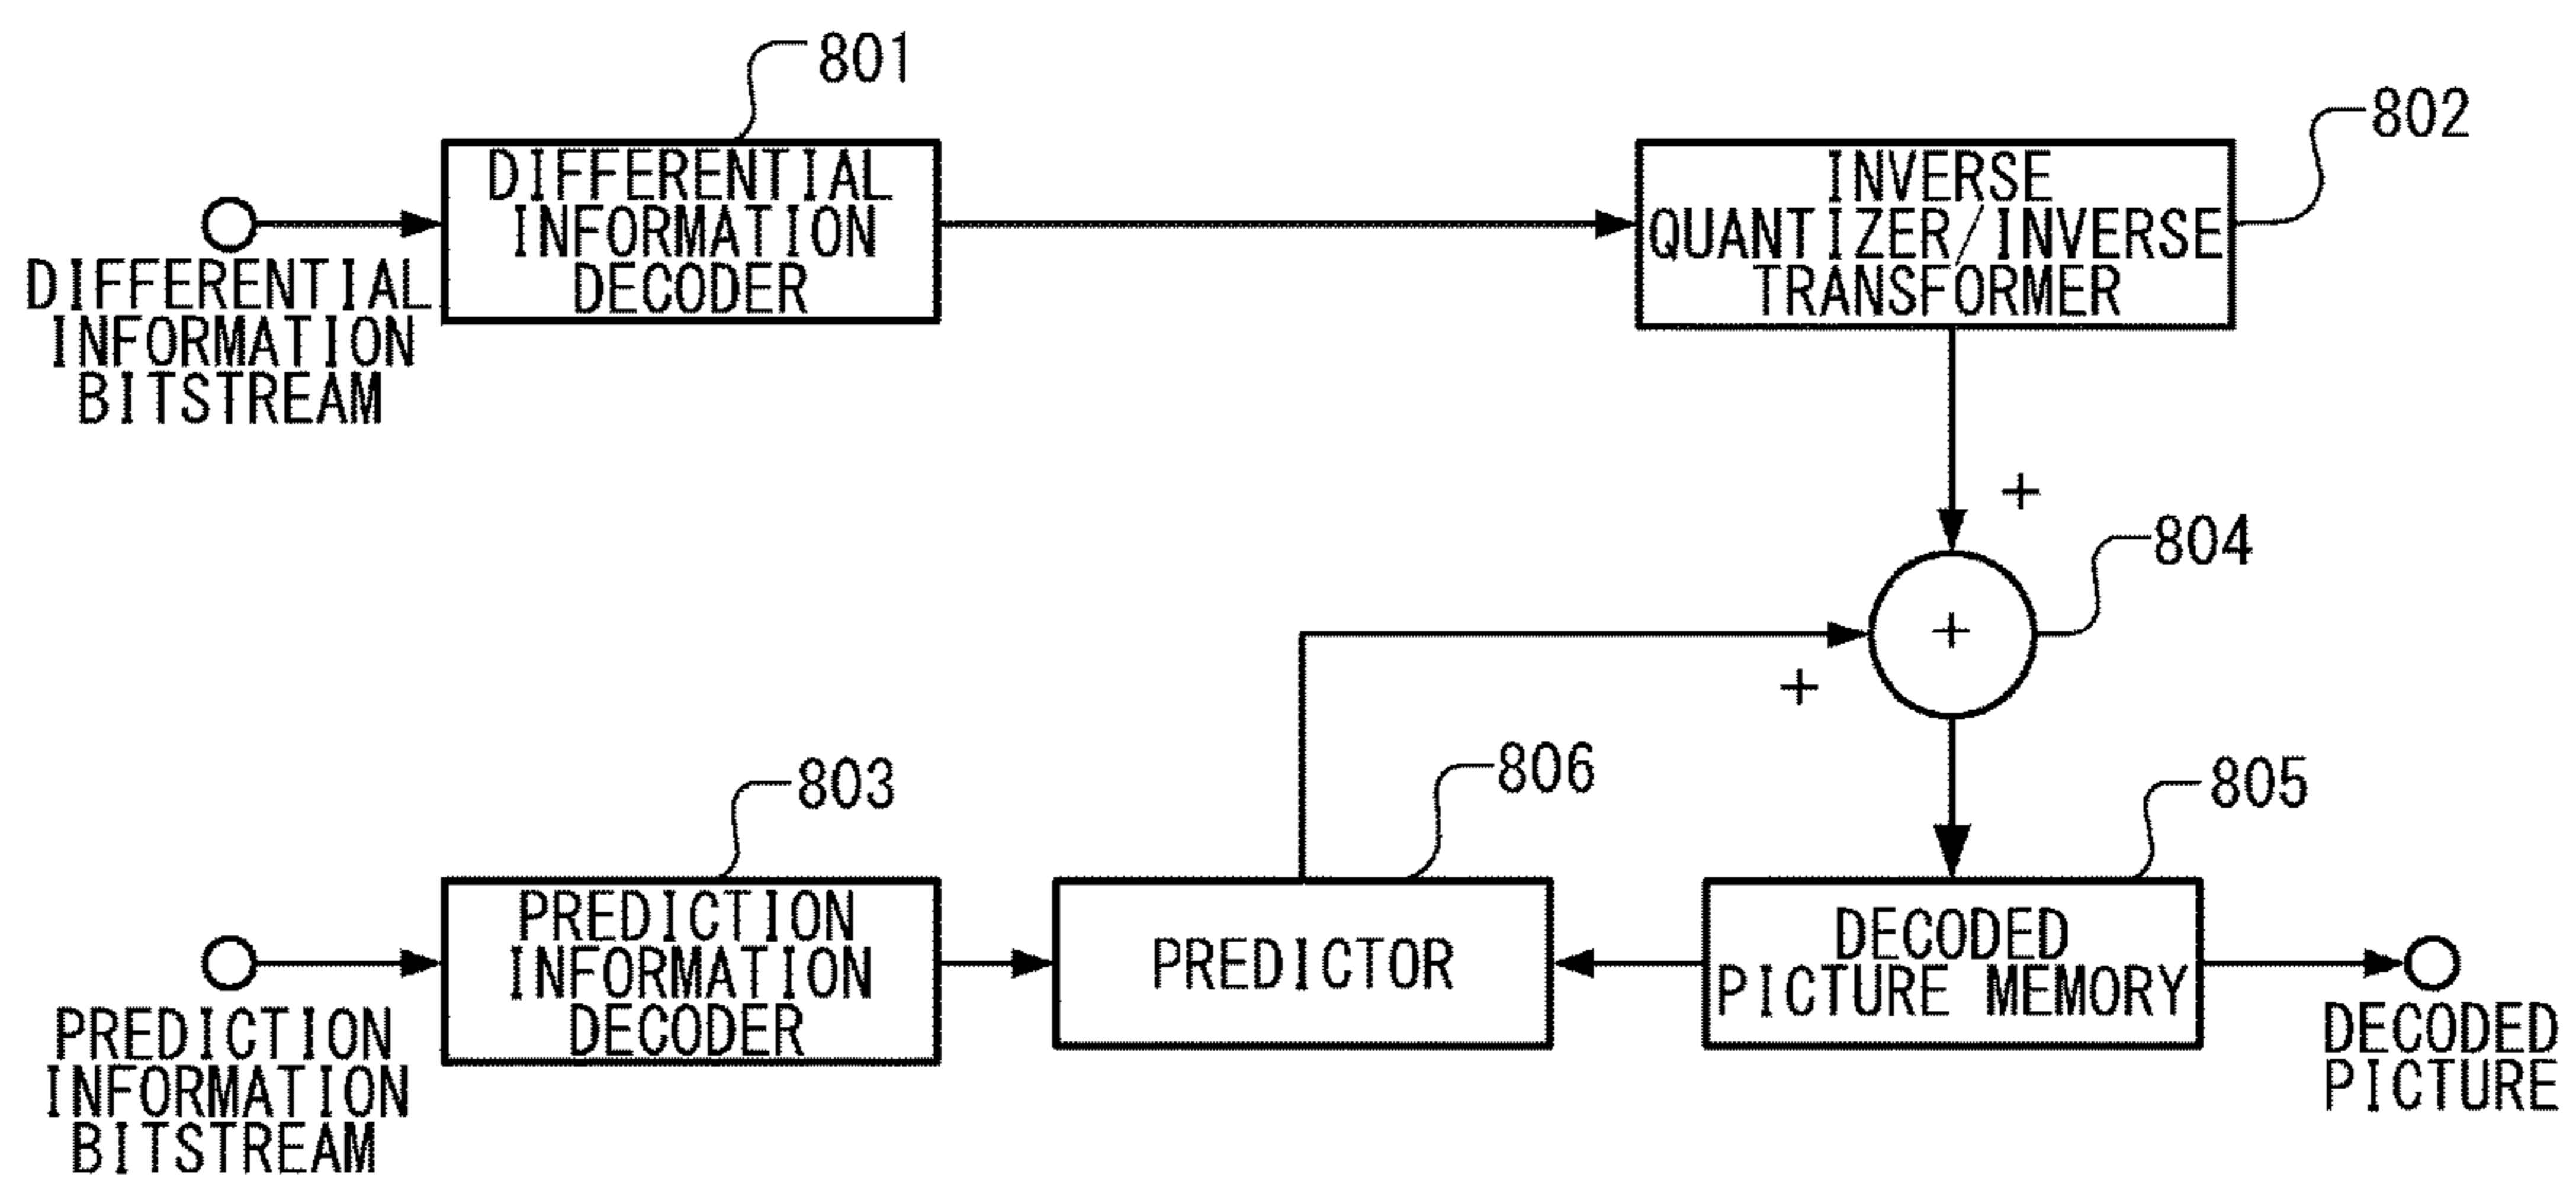 801
802
DIFFERENTIAL
INFORMATION
DECODER
INVERSE
QUANTIZER/INVERSE
TRANSFORMER
DIFFERENTIAL
INFORMATION
BITSTREAM
+
804
+
+
806
803
805
PREDICTION
INFORMATION
DECODER
PREDICTOR
DECODED
PICTURE MEMORY
PREDICTION
INFORMATION
BITSTREAM
DECODED
PICTURE